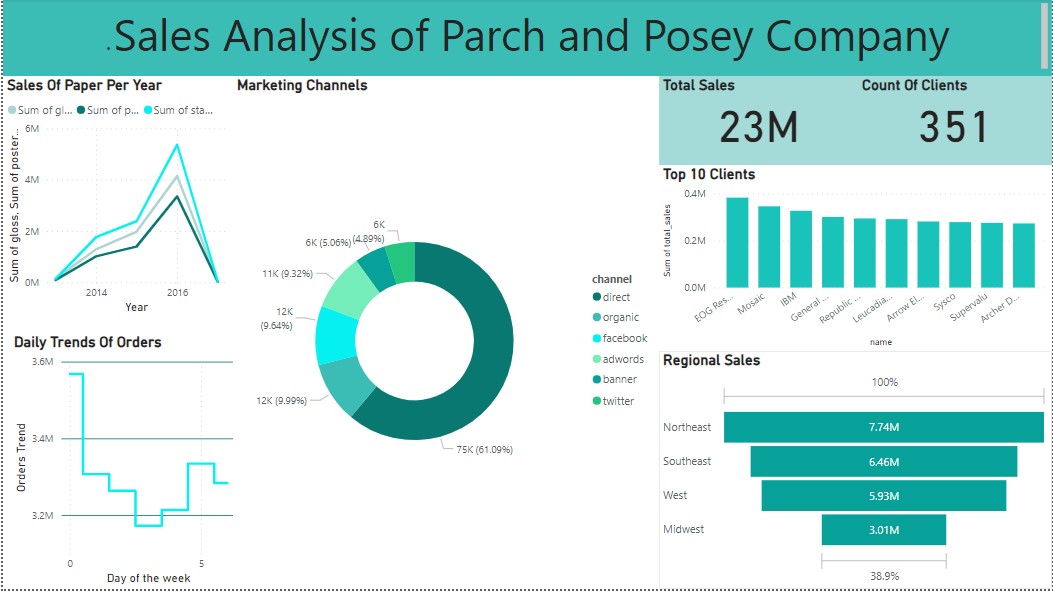 .Sales Analysis of Parch and Posey Company
Sales Of Paper Per Year
Sum of gl... Sum of p... Sum of sta...
Sum of gloss, Sum of poster...
6M
4M
2M
0M
2014 2016
Year
Daily Trends Of Orders
Orders Trend
3.6M
3.4M
3.2M
0 5
Day of the week
Marketing Channels
6K
(4.89%)
6K (5.06%)
11K (9.32%)
12K
(9.64%)
12K (9.99%)
75K (61.09%)
channel
direct
organic
facebook
adwords
banner
twitter
Total Sales
23M
Count Of Clients
351
Top 10 Clients
Sum of total_sales
0.4M
0.2M
0.0M
EOG Res... Mosaic IBM General ... Republic ... Leucadia... Arrow El... Sysco Supervalu Archer D...
name
Regional Sales
100%
Northeast 7.74M
Southeast 6.46M
West 5.93M
Midwest 3.01M
38.9%